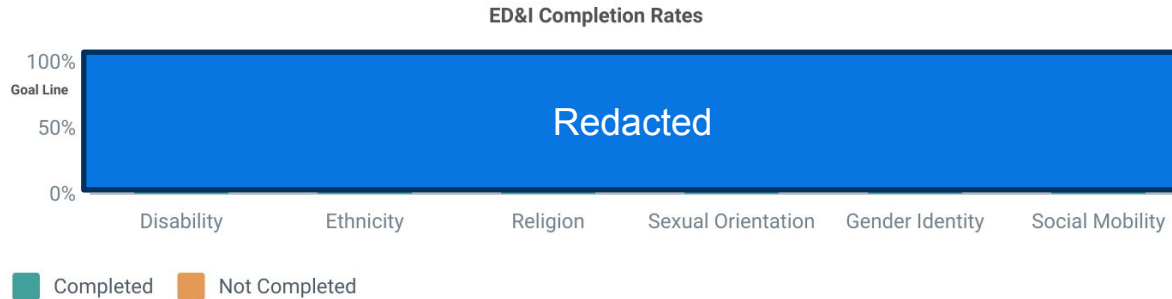 ED&I Completion Rates
100%
Goal Line
50%
0%
Redacted
Disability Ethnicity Religion Sexual Orientation Gender Identity Social Mobility
Completed Not Completed